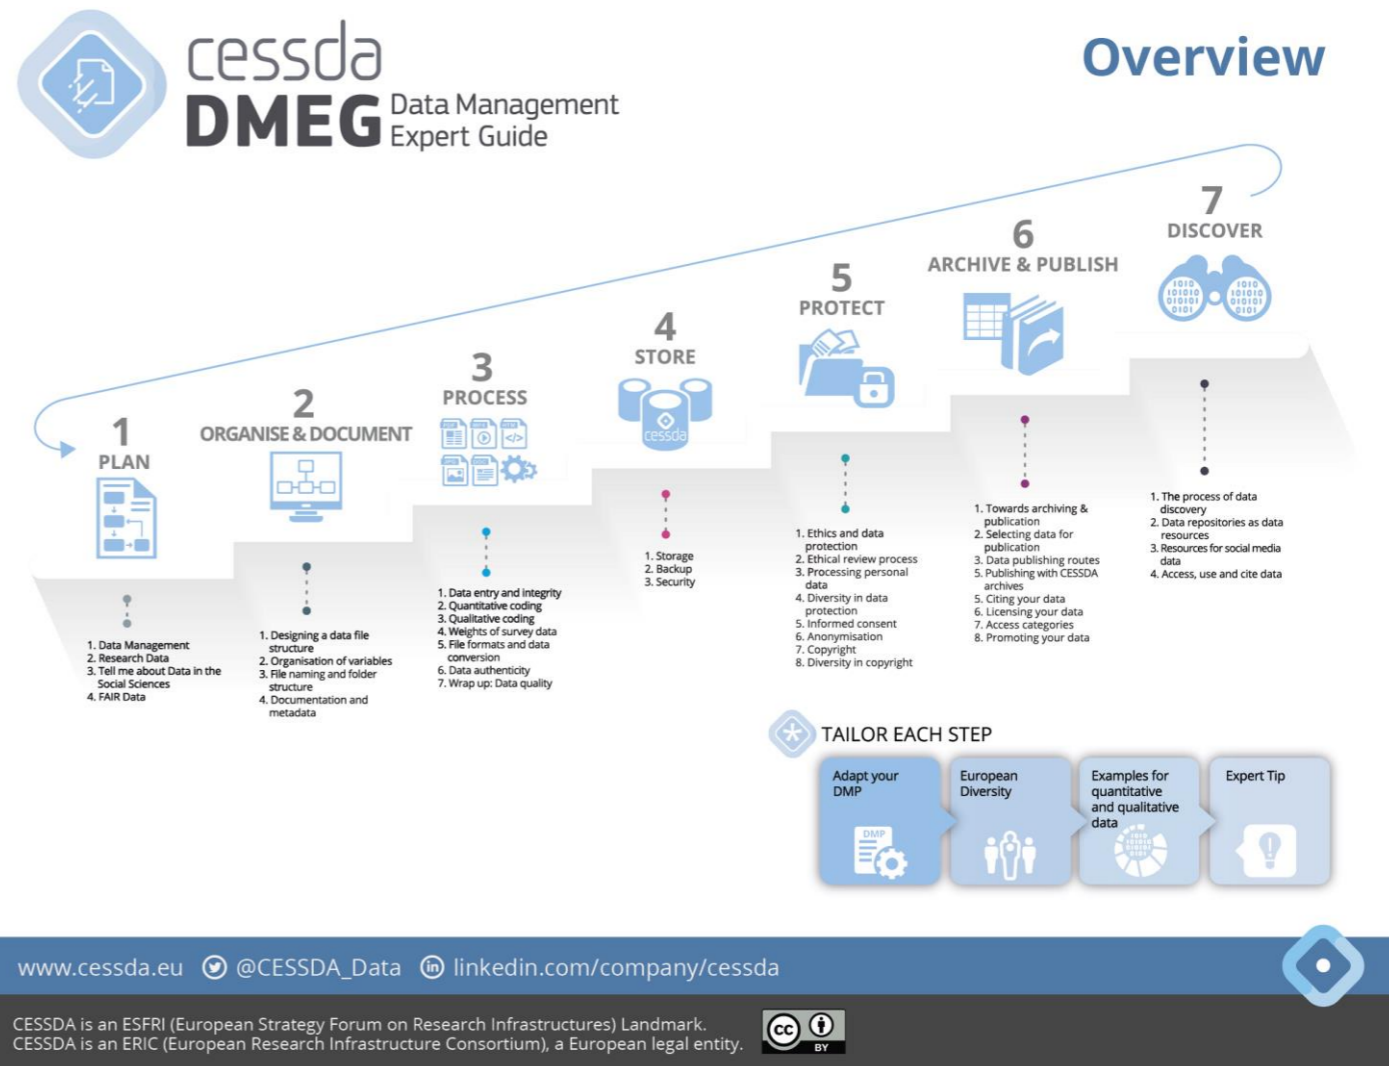 cessda
DMEG Data Management
Expert Guide
Overview
7
DISCOVER
6
ARCHIVE & PUBLISH
5
PROTECT
4
STORE
cessda
3
PROCESS
2
ORGANISE & DOCUMENT
1
PLAN
1. Data Management
2. Research Data
3. Tell me about Data in the
Social Sciences
4. FAIR Data
1. Designing a data file
structure
2. Organisation of variables
3. File naming and folder
structure
4. Documentation and
metadata
1. Data entry and integrity
2. Quantitative coding
3. Qualitative coding
4. Weights of survey data
5. File formats and data
conversion
6. Data authenticity
7. Wrap up: Data quality
1. Storage
2. Backup
3. Security
1. Ethics and data
protection
2. Ethical review process
3. Processing personal
data
4. Diversity in data
protection
5. Informed consent
6. Anonymisation
7. Copyright
8. Diversity in copyright
1. Towards archiving &
publication
2. Selecting data for
publication
3. Data publishing routes
5. Publishing with CESSDA
archives
5. Citing your data
6. Licensing your data
7. Access categories
8. Promoting your data
1. The process of data
discovery
2. Data repositories as data
resources
3. Resources for social media
data
4. Access, use and cite data
TAILOR EACH STEP
Adapt your
DMP
DMP
European
Diversity
Examples for
quantitative
and qualitative
data
Expert Tip
www.cessda.eu @CESSDA_Data linkedin.com/company/cessda
CESSDA is an ESFRI (European Strategy Forum on Research Infrastructures) Landmark.
CESSDA is an ERIC (European Research Infrastructure Consortium), a European legal entity.
cc
BY